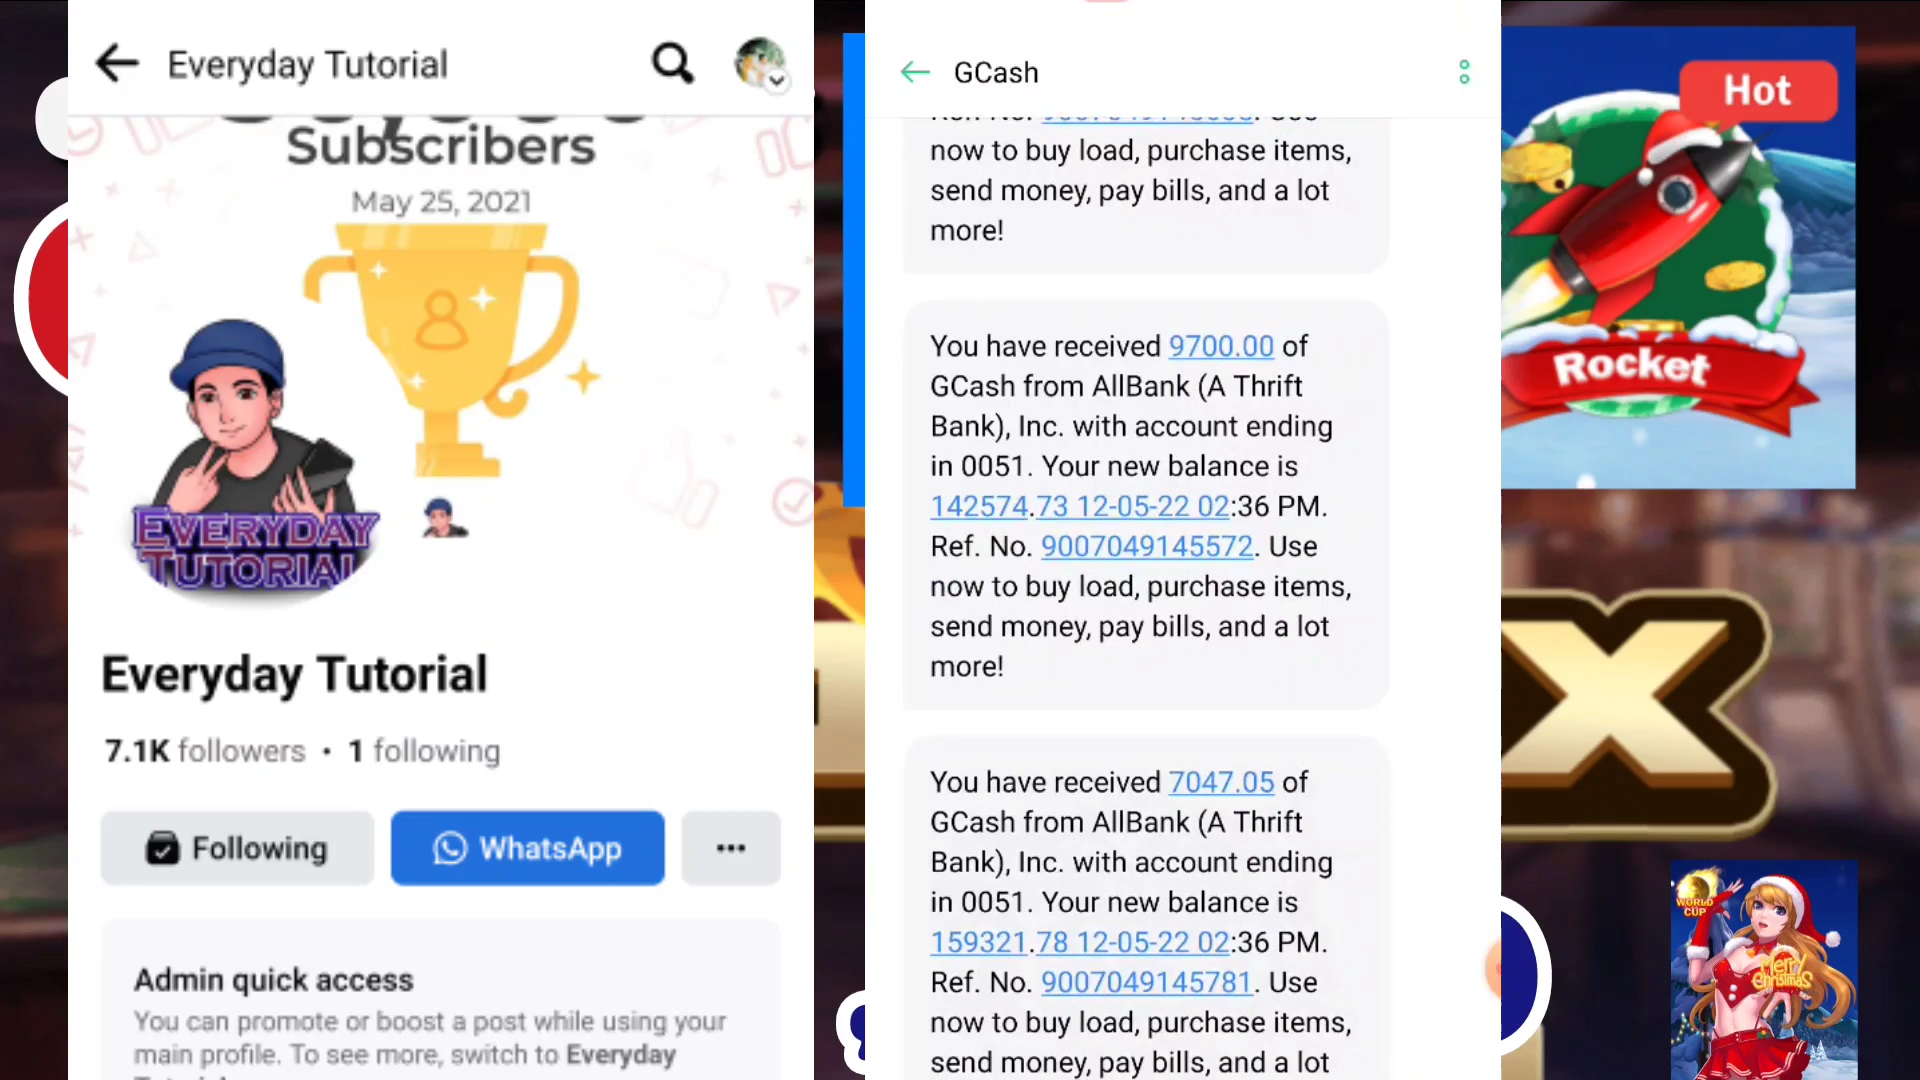 Everyday Tutorial
Subscribers
May 25, 2021
EVERYDAY
TUTORIAL
Everyday Tutorial
7.1K followers • 1 following
Following
WhatsApp
Admin quick access
You can promote or boost a post while using your
main profile. To see more, switch to Everyday
GCash
now to buy load, purchase items,
send money, pay bills, and a lot
more!
You have received 9700.00 of
GCash from AllBank (A Thrift
Bank), Inc. with account ending
in 0051. Your new balance is
142574.73 12-05-22 02:36 PM.
Ref. No. 9007049145572. Use
now to buy load, purchase items,
send money, pay bills, and a lot
more!
You have received 7047.05 of
GCash from AllBank (A Thrift
Bank), Inc. with account ending
in 0051. Your new balance is
159321.78 12-05-22 02:36 PM.
Ref. No. 9007049145781. Use
now to buy load, purchase items,
send money, pay bills, and a lot
Hot
Rocket
X
WORLD
CUP
Merry
Christmas